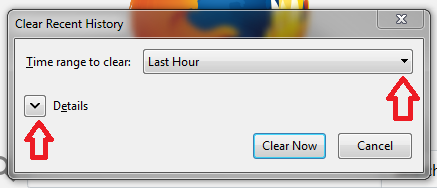 Clear Recent History
Time range to clear: Last Hour
Details
Clear Now Cancel